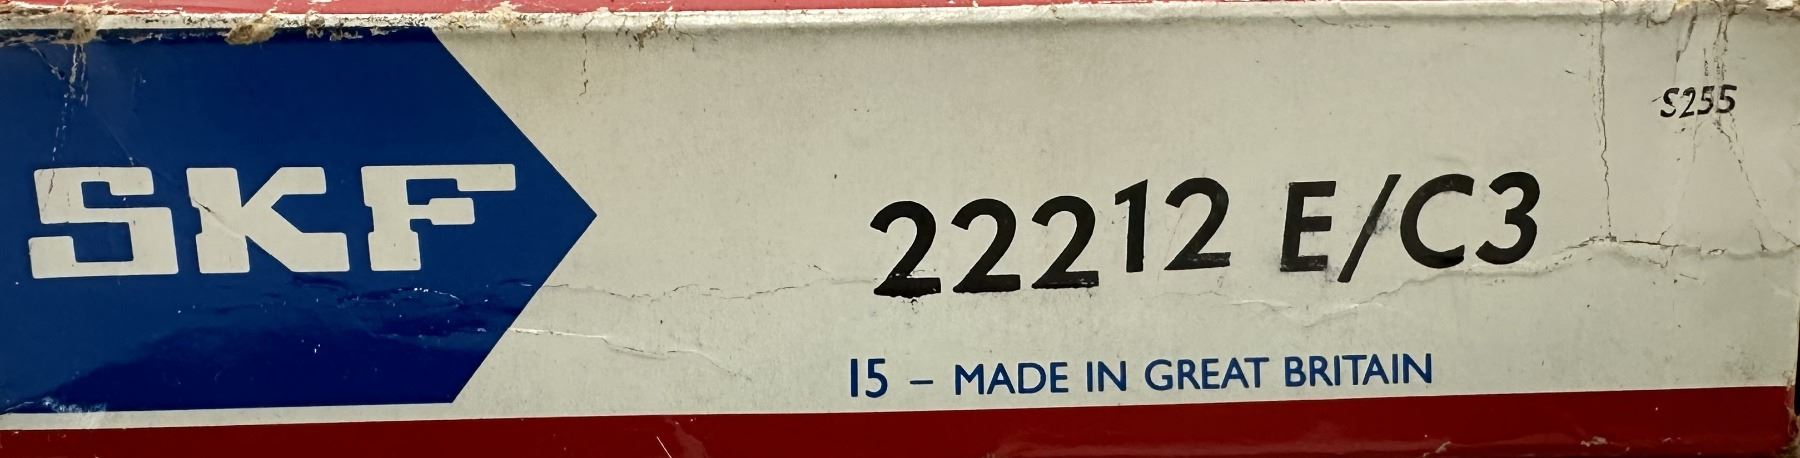 SKF
S255
22212 E/C3
15 – MADE IN GREAT BRITAIN